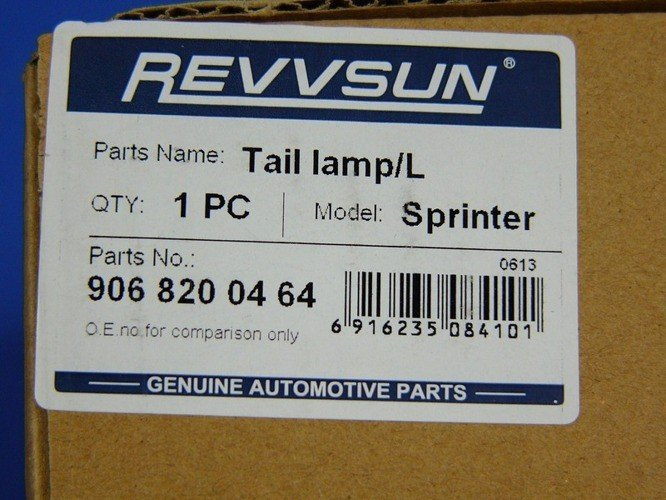 REVVSUN®
Parts Name: Tail lamp/L
QTY: 1 PC Model: Sprinter
Parts No.: 0613
906 820 04 64
O.E.no.for comparison only
6 916235 084101
GENUINE AUTOMOTIVE PARTS